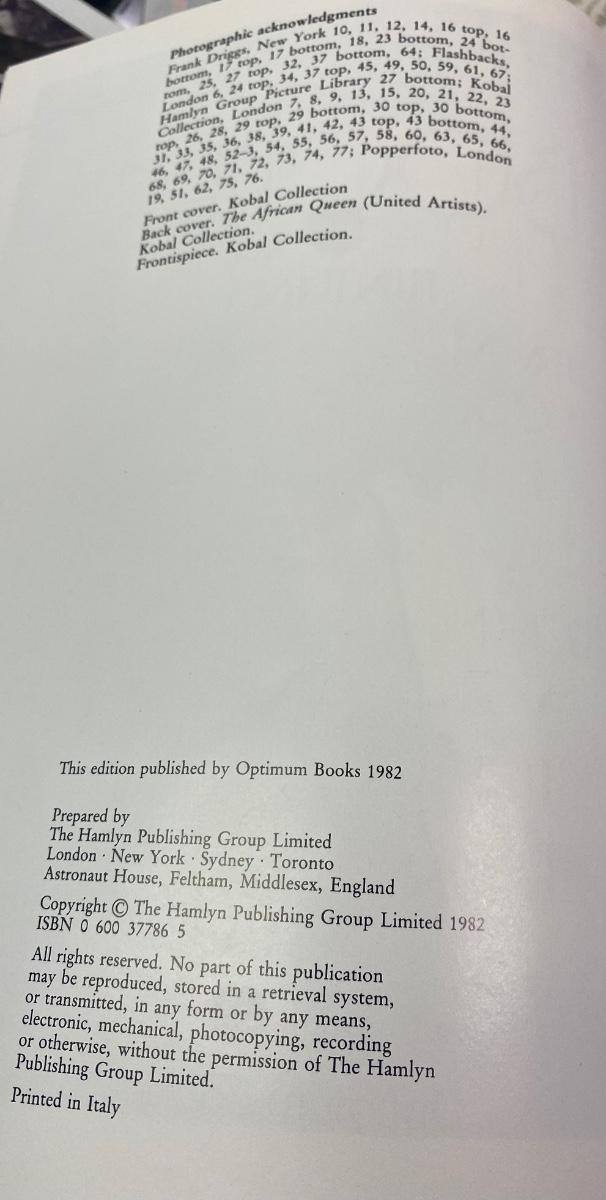 Photographic acknowledgments
Frank Driggs, New York 10, 11, 12, 14, 16 top, 16
bottom, 17 top, 17 bottom, 18, 23 bottom, 24 bot-
tom, 25, 27 top, 32, 37 bottom, 64; Flashbacks,
London 6, 24 top, 34, 37 top, 45, 49, 50, 59, 61, 67;
Hamlyn Group Picture Library 27 bottom; Kobal
Collection, London 7, 8, 9, 13, 15, 20, 21, 22, 23
top, 26, 28, 29 top, 29 bottom, 30 top, 30 bottom,
31, 33, 35, 36, 38, 39, 41, 42, 43 top, 43 bottom, 44,
46, 47, 48, 52–3, 54, 55, 56, 57, 58, 60, 63, 65, 66,
68, 69, 70, 71, 72, 73, 74, 77; Popperfoto, London
19, 51, 62, 75, 76.
Front cover. Kobal Collection
Back cover. The African Queen (United Artists).
Kobal Collection.
Frontispiece. Kobal Collection.
This edition published by Optimum Books 1982
Prepared by
The Hamlyn Publishing Group Limited
London · New York · Sydney · Toronto
Astronaut House, Feltham, Middlesex, England
Copyright © The Hamlyn Publishing Group Limited 1982
ISBN 0 600 37786 5
All rights reserved. No part of this publication
may be reproduced, stored in a retrieval system,
or transmitted, in any form or by any means,
electronic, mechanical, photocopying, recording
or otherwise, without the permission of The Hamlyn
Publishing Group Limited.
Printed in Italy